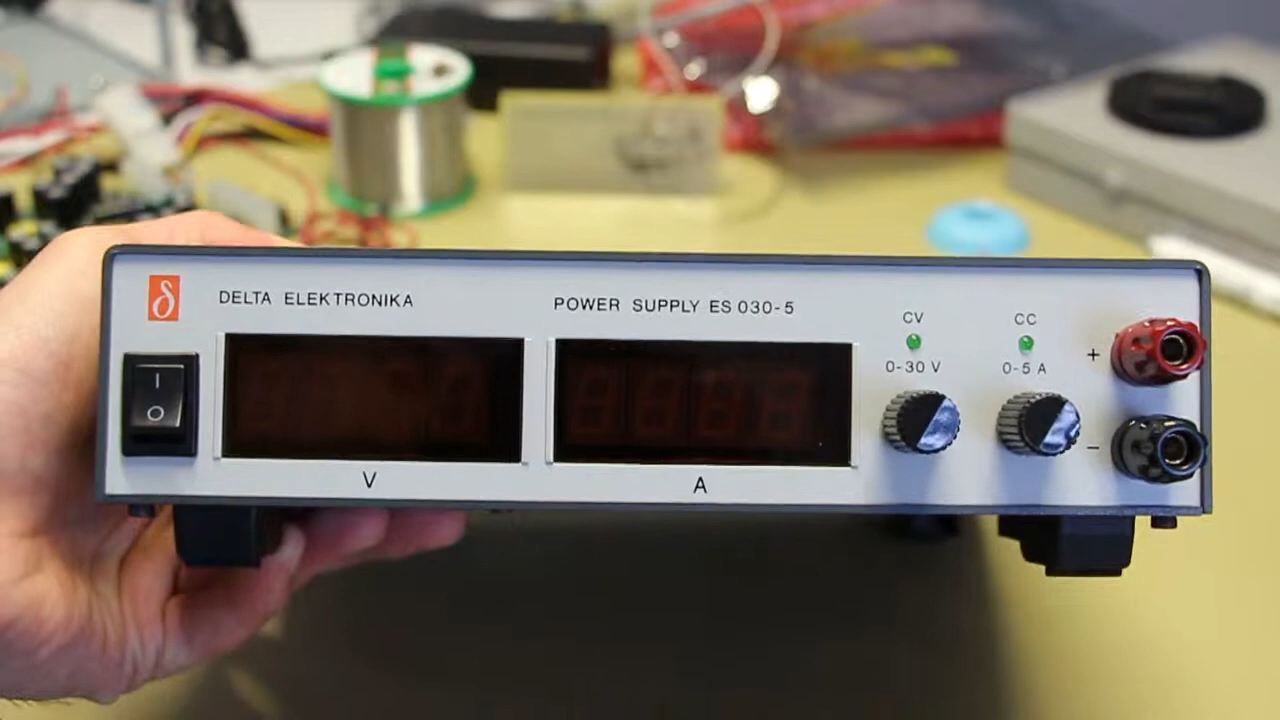 δ
DELTA ELEKTRONIKA
POWER SUPPLY ES 030-5
CV
CC
0-30 V
0-5 A
+
-
I
O
V
A